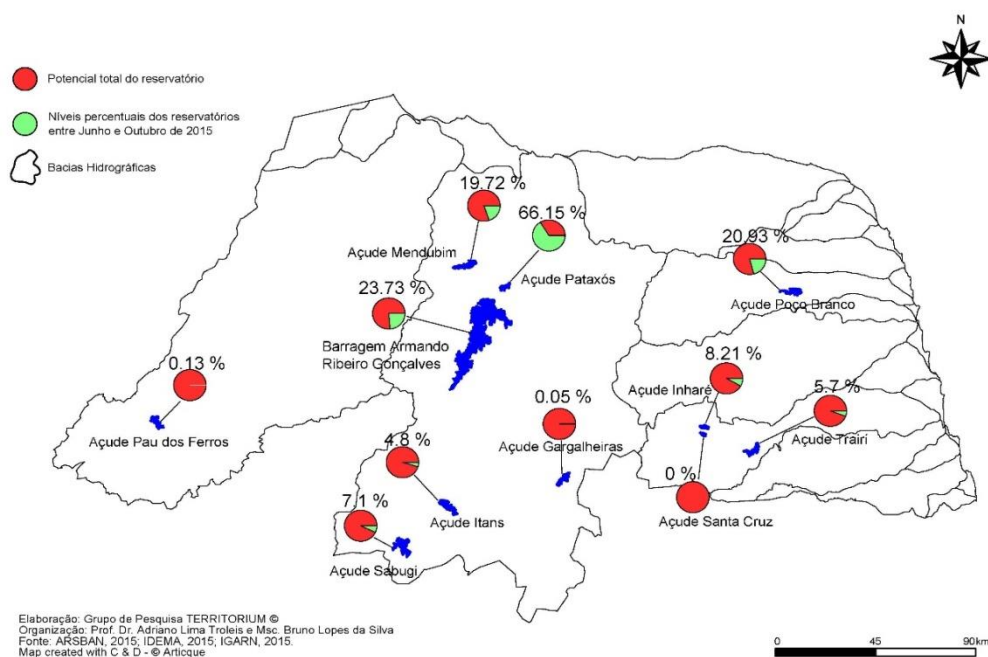 N
Potencial total do reservatório
Níveis percentuais dos reservatórios
entre Junho e Outubro de 2015
Bacias Hidrográficas
19.72 %
66.15 %
Açude Mendubim
Açude Pataxós
20.93 %
Açude Poço Branco
23.73 %
Barragem Armando
Ribeiro Gonçalves
0.13 %
Açude Pau dos Ferros
8.21 %
Açude Inharé
5.7 %
Açude Trairi
0.05 %
Açude Gargalheiras
4.8 %
Açude Itans
0 %
Açude Santa Cruz
7.1 %
Açude Sabugi
Elaboração: Grupo de Pesquisa TERRITORIUM ©
Organização: Prof. Dr. Adriano Lima Troleis e Msc. Bruno Lopes da Silva
Fonte: ARSBAN, 2015; IDEMA, 2015; IGARN, 2015.
Map created with C & D - © Articque
0 45 90km